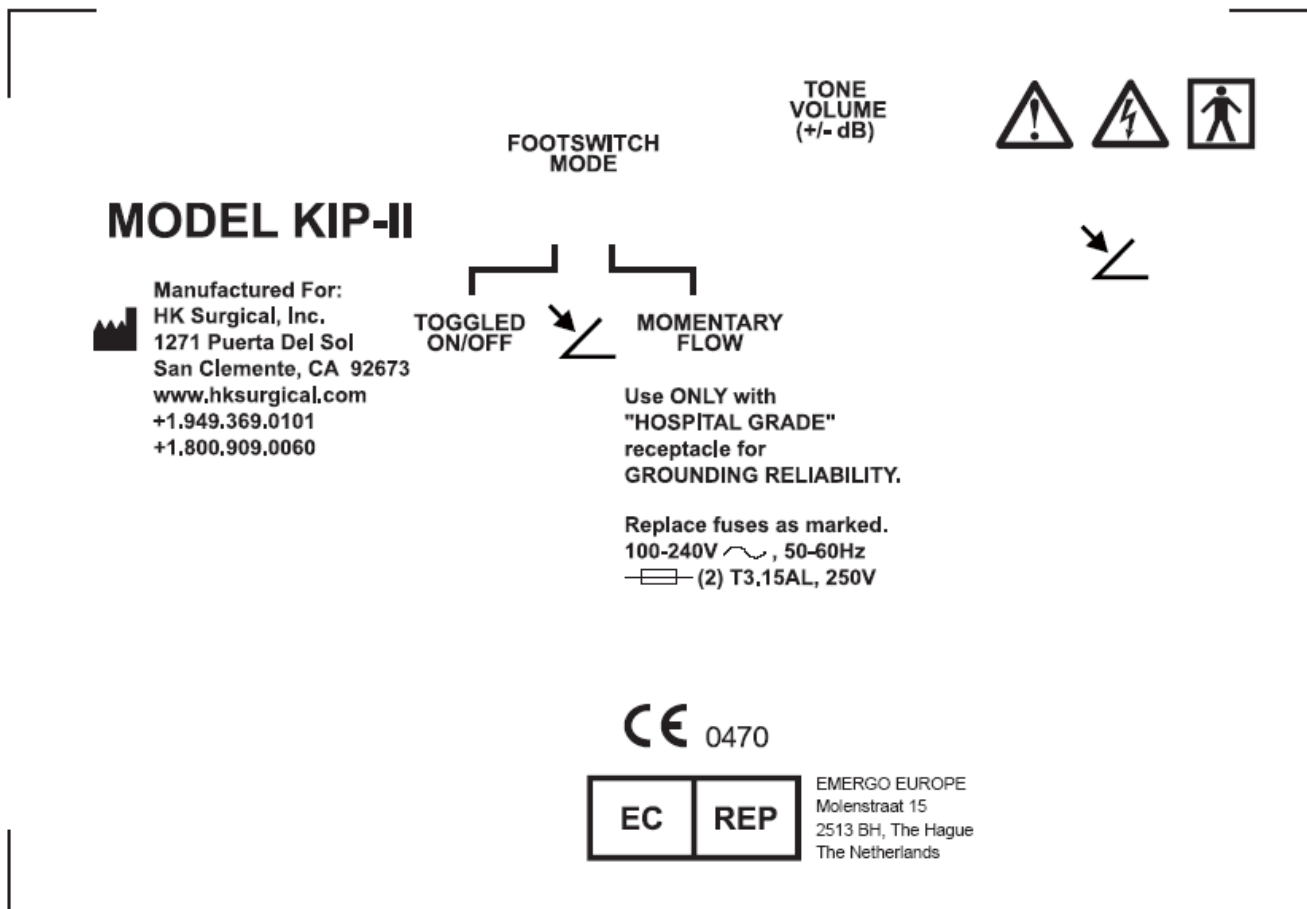 TONE
VOLUME
(+/- dB)
FOOTSWITCH
MODE
MODEL KIP-II
Manufactured For:
HK Surgical, Inc.
1271 Puerta Del Sol
San Clemente, CA 92673
www.hksurgical.com
+1.949.369.0101
+1.800.909.0060
TOGGLED
ON/OFF
MOMENTARY
FLOW
Use ONLY with
"HOSPITAL GRADE"
receptacle for
GROUNDING RELIABILITY.
Replace fuses as marked.
100-240V , 50-60Hz
(2) T3.15AL, 250V
CE 0470
EC REP
EMERGO EUROPE
Molenstraat 15
2513 BH, The Hague
The Netherlands